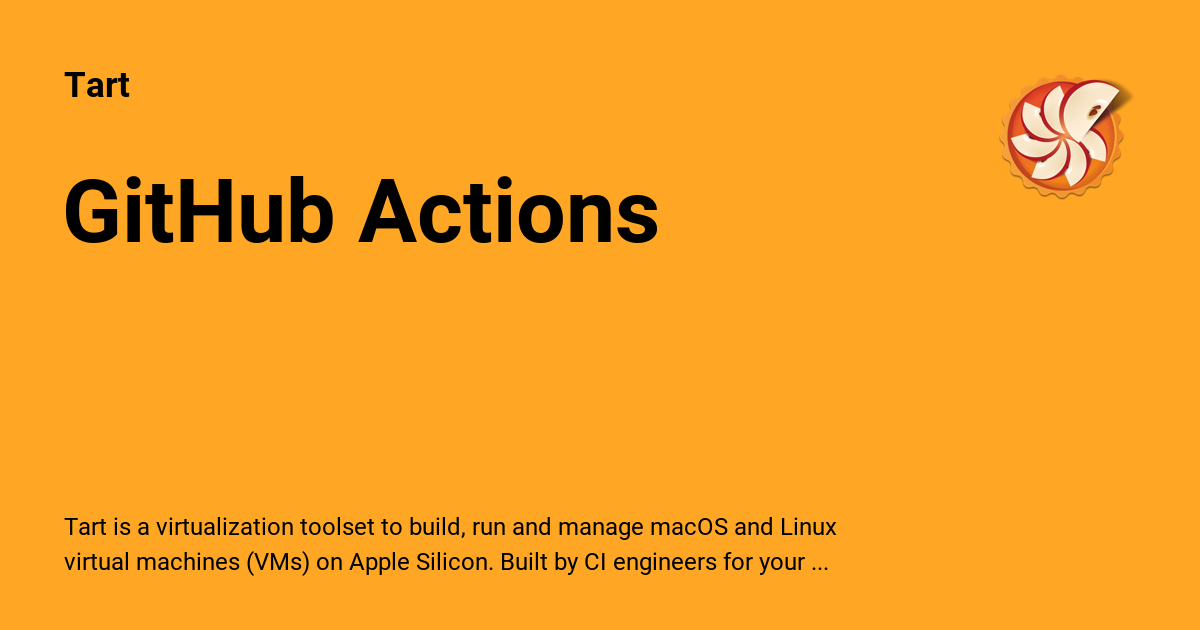 Tart
GitHub Actions
Tart is a virtualization toolset to build, run and manage macOS and Linux
virtual machines (VMs) on Apple Silicon. Built by CI engineers for your ...